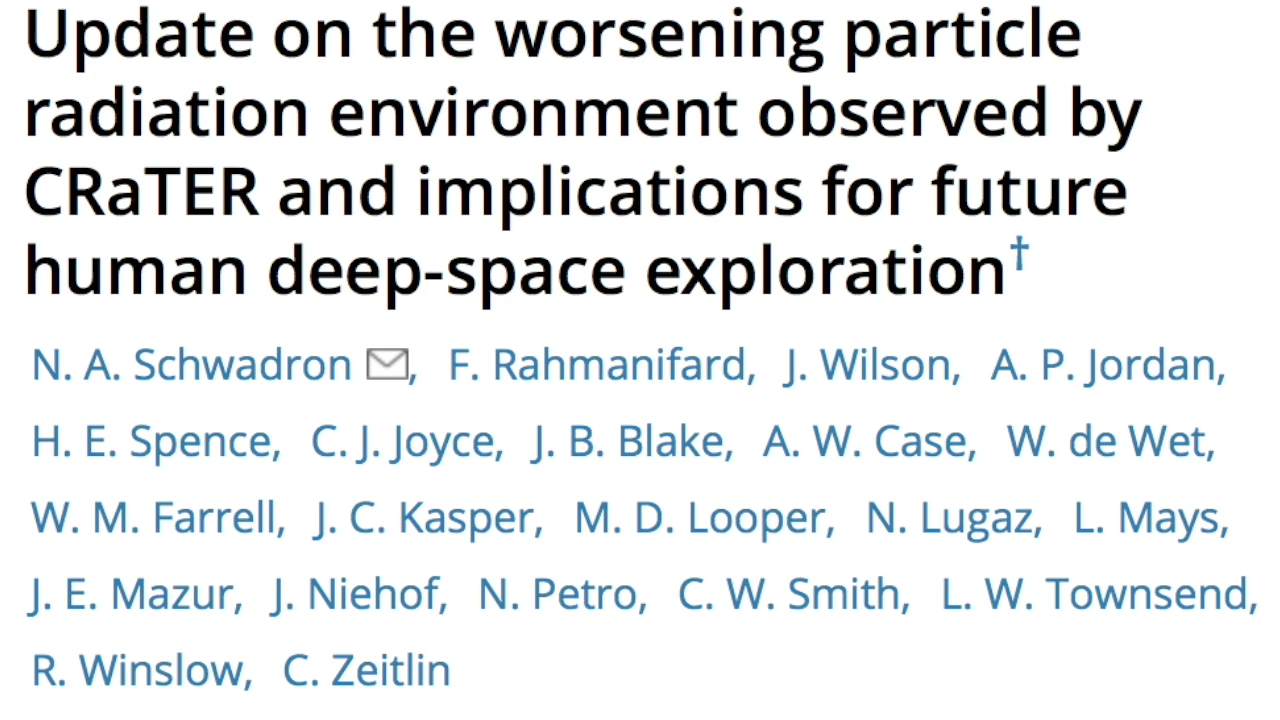 Update on the worsening particle
radiation environment observed by
CRaTER and implications for future
human deep-space exploration†
N. A. Schwadron, F. Rahmanifard, J. Wilson, A. P. Jordan,
H. E. Spence, C. J. Joyce, J. B. Blake, A. W. Case, W. de Wet,
W. M. Farrell, J. C. Kasper, M. D. Looper, N. Lugaz, L. Mays,
J. E. Mazur, J. Niehof, N. Petro, C. W. Smith, L. W. Townsend,
R. Winslow, C. Zeitlin